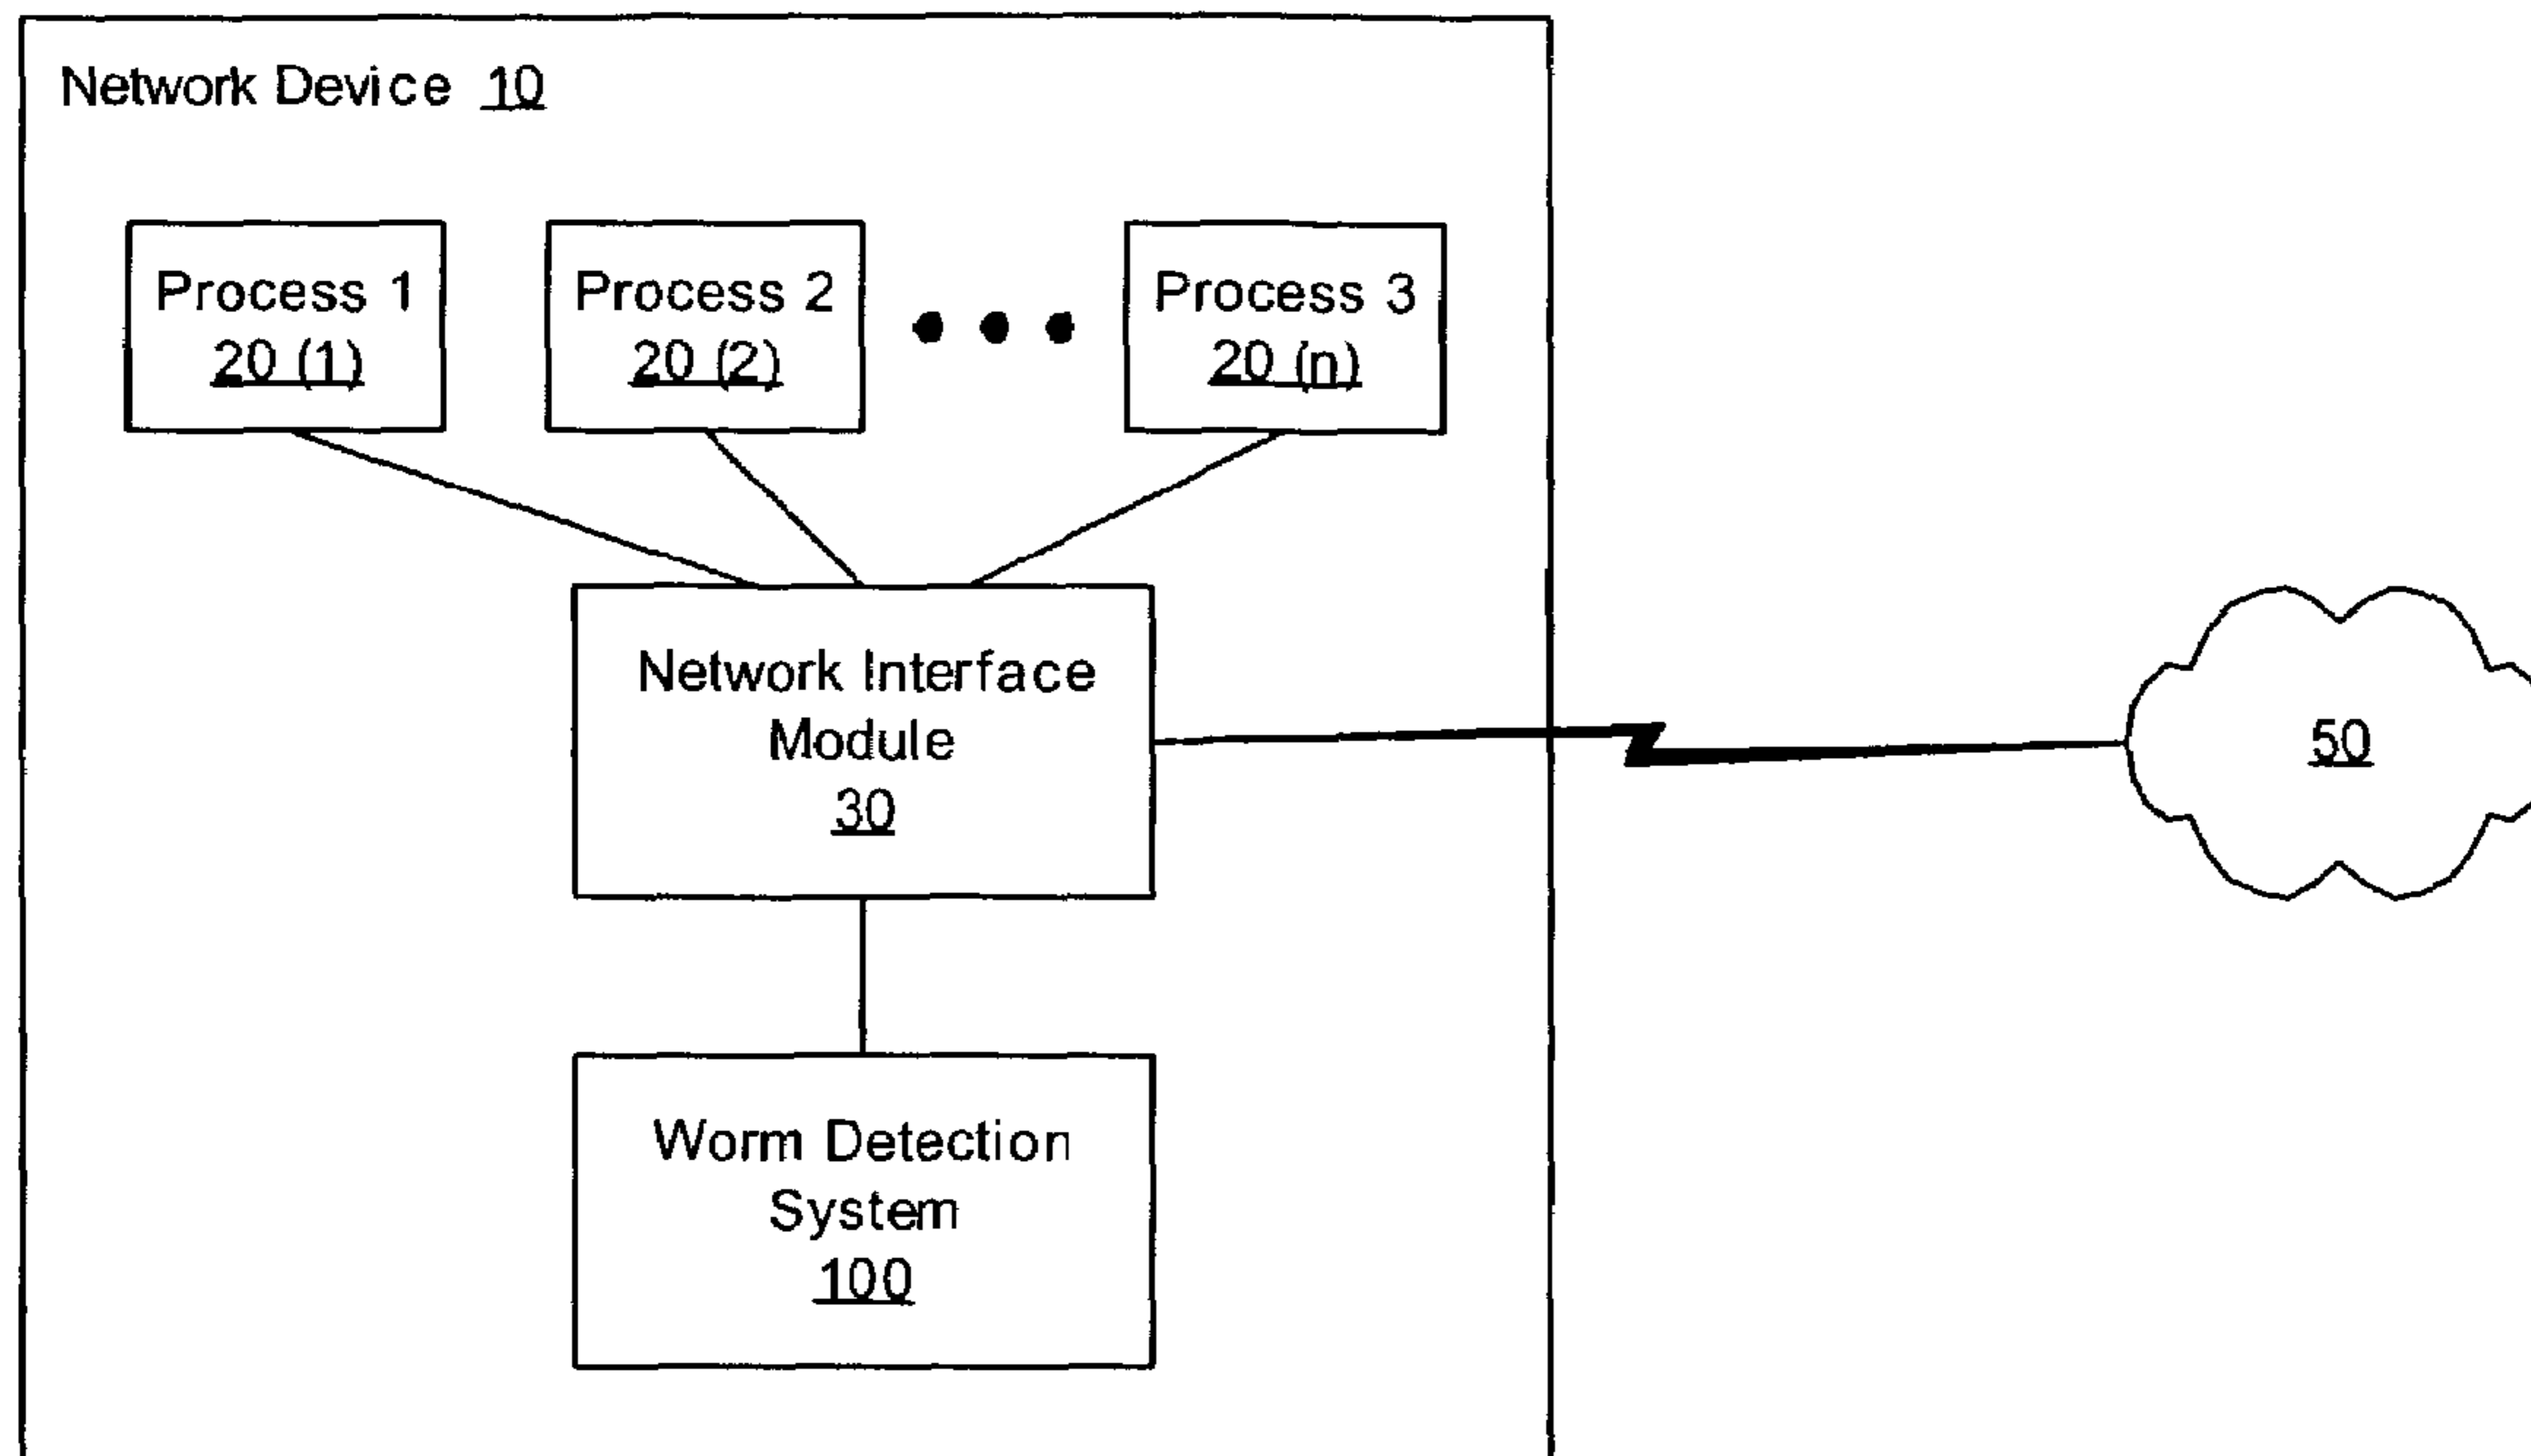 Network Device 10
Process 1
20 (1)
Process 2
20 (2)
Process 3
20 (n)
Network Interface
Module
30
50
Worm Detection
System
100